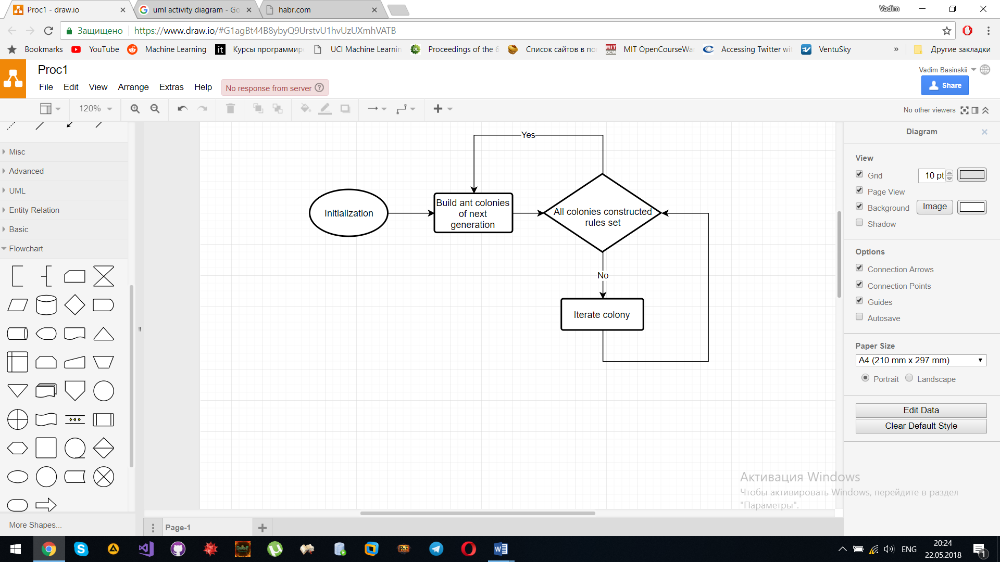 Proc1 - draw.io
uml activity diagram - Go
habr.com
Vadim
Защищено
https://www.draw.io/#G1agBt44B8ybyQ9UrstvU1hvUzUXmhVATB
Bookmarks
YouTube
Machine Learning
Курсы программир
UCI Machine Learnin
Proceedings of the 6
Список сайтов в по
MIT OpenCourseWa
Accessing Twitter wit
VentuSky
»
Другие закладки
Proc1
Vadim Basinskii
File Edit View Arrange Extras Help
No response from server
Share
120%
No other viewers
Misc
Advanced
UML
Entity Relation
Basic
Flowchart
More Shapes...
Yes
Initialization
Build ant colonies
of next
generation
All colonies constructed
rules set
No
Iterate colony
Diagram
View
Grid
10 pt
Page View
Background
Image
Shadow
Options
Connection Arrows
Connection Points
Guides
Autosave
Paper Size
A4 (210 mm x 297 mm)
Portrait
Landscape
Edit Data
Clear Default Style
Активация Windows
Чтобы активировать Windows, перейдите в раздел
"Параметры".
Page-1
ENG
20:24
22.05.2018
1